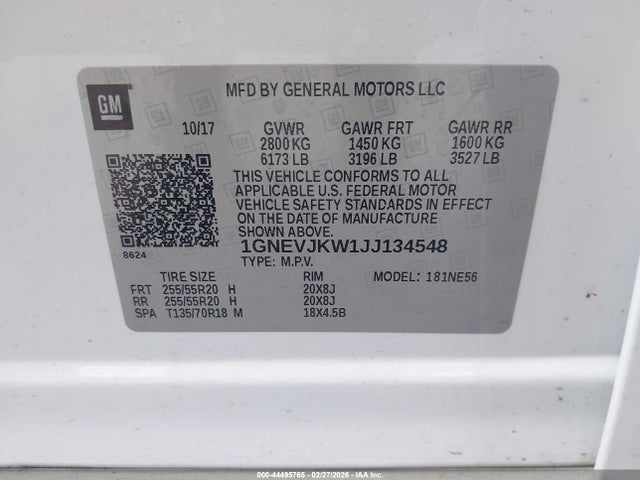 GM
MFD BY GENERAL MOTORS LLC
10/17 GVWR GAWR FRT GAWR RR
2800 KG 1450 KG 1600 KG
6173 LB 3196 LB 3527 LB
THIS VEHICLE CONFORMS TO ALL
APPLICABLE U.S. FEDERAL MOTOR
VEHICLE SAFETY STANDARDS IN EFFECT
ON THE DATE OF MANUFACTURE
SHOWN ABOVE.
8624
1GNEVJKW1JJ134548
TYPE: M.P.V.
TIRE SIZE RIM MODEL: 181NE56
FRT 255/55R20 H 20X8J
RR 255/55R20 H 20X8J
SPA T135/70R18 M 18X4.5B
000-44495765 - 02/27/2026 - IAA Inc.